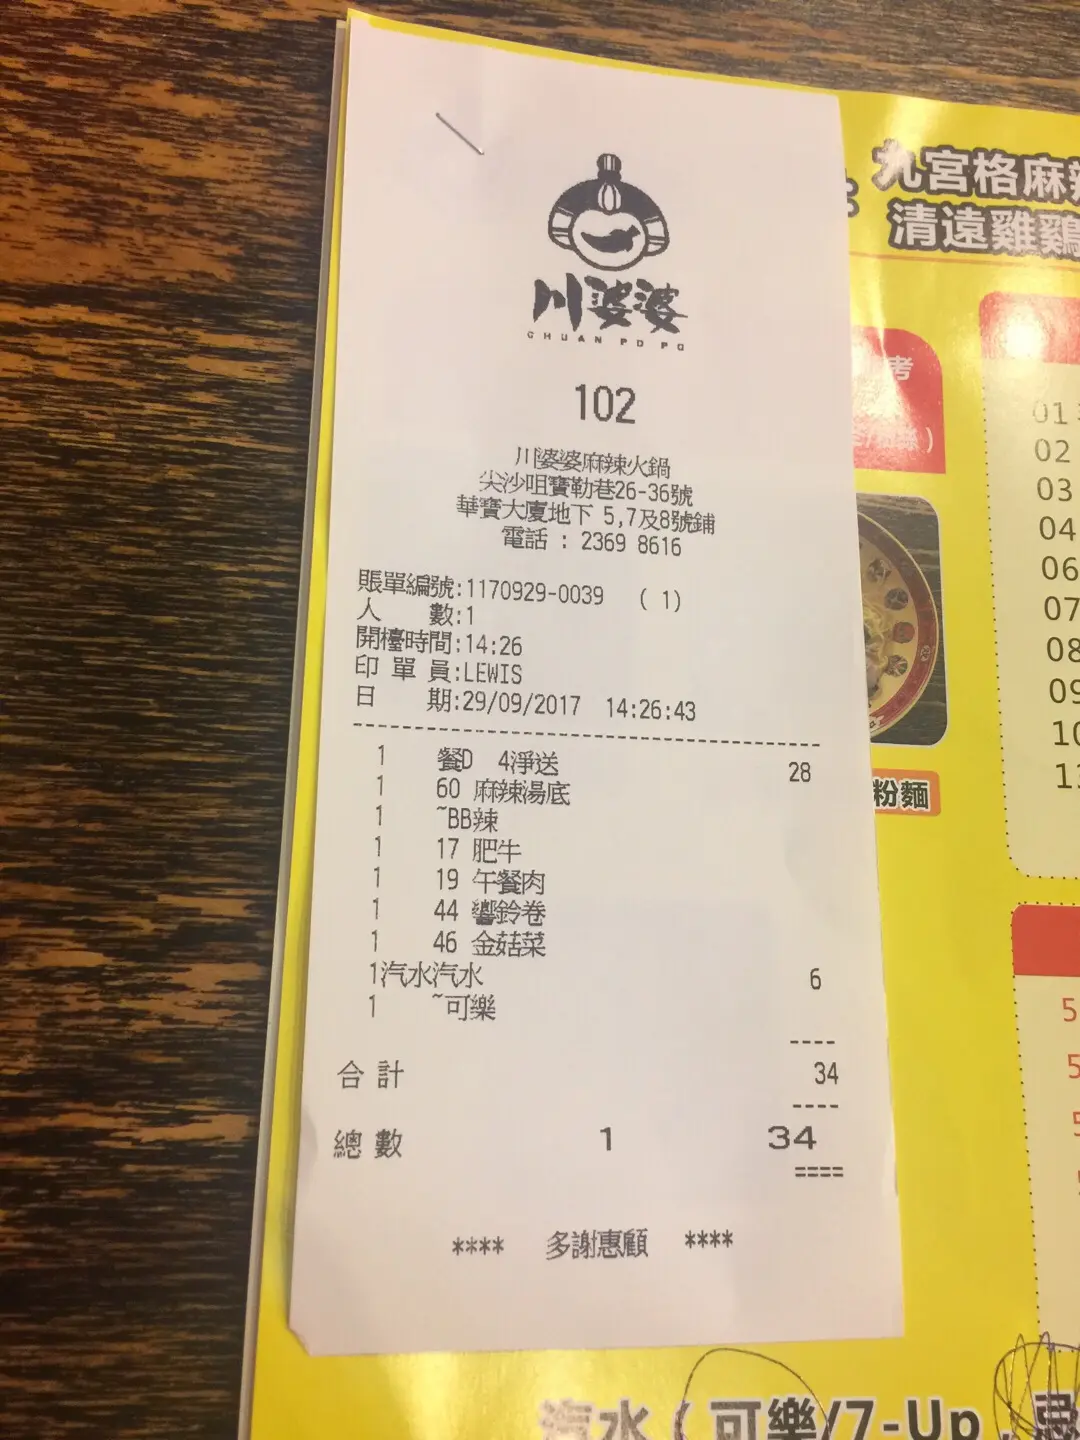 川婆婆
CHUAN PO PO
102
川婆婆麻辣火鍋
尖沙咀寶勒巷26-36號
華寶大廈地下 5,7及8號鋪
電話 : 2369 8616
賬單編號:1170929-0039 ( 1)
人 數:1
開檯時間:14:26
印 單 員:LEWIS
日 期:29/09/2017 14:26:43
1 餐D 4淨送 28
1 60 麻辣湯底
1 ~BB辣
1 17 肥牛
1 19 午餐肉
1 44 響鈴卷
1 46 金菇菜
1汽水汽水 6
1 ~可樂
----
合 計 34
----
總 數 1 34
====
**** 多謝惠顧 ****
九宮格麻辣
清遠雞雞
考
)
粉麵
01
02
03
04
06
07
08
09
10
11
5
5
5
汽水 ( 可樂/7-Up,